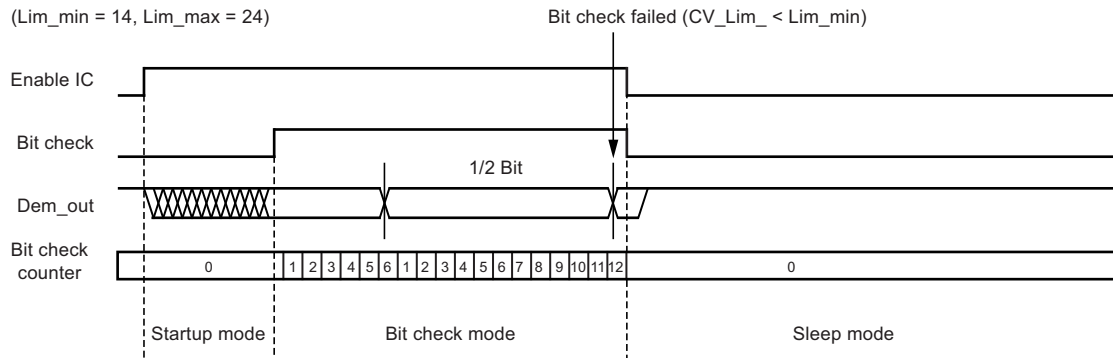 (Lim_min = 14, Lim_max = 24)
Bit check failed (CV_Lim_ < Lim_min)
Enable IC
Bit check
1/2 Bit
Dem_out
Bit check
counter
0
1 2 3 4 5 6 1 2 3 4 5 6 7 8 9 10 11 12
0
Startup mode
Bit check mode
Sleep mode